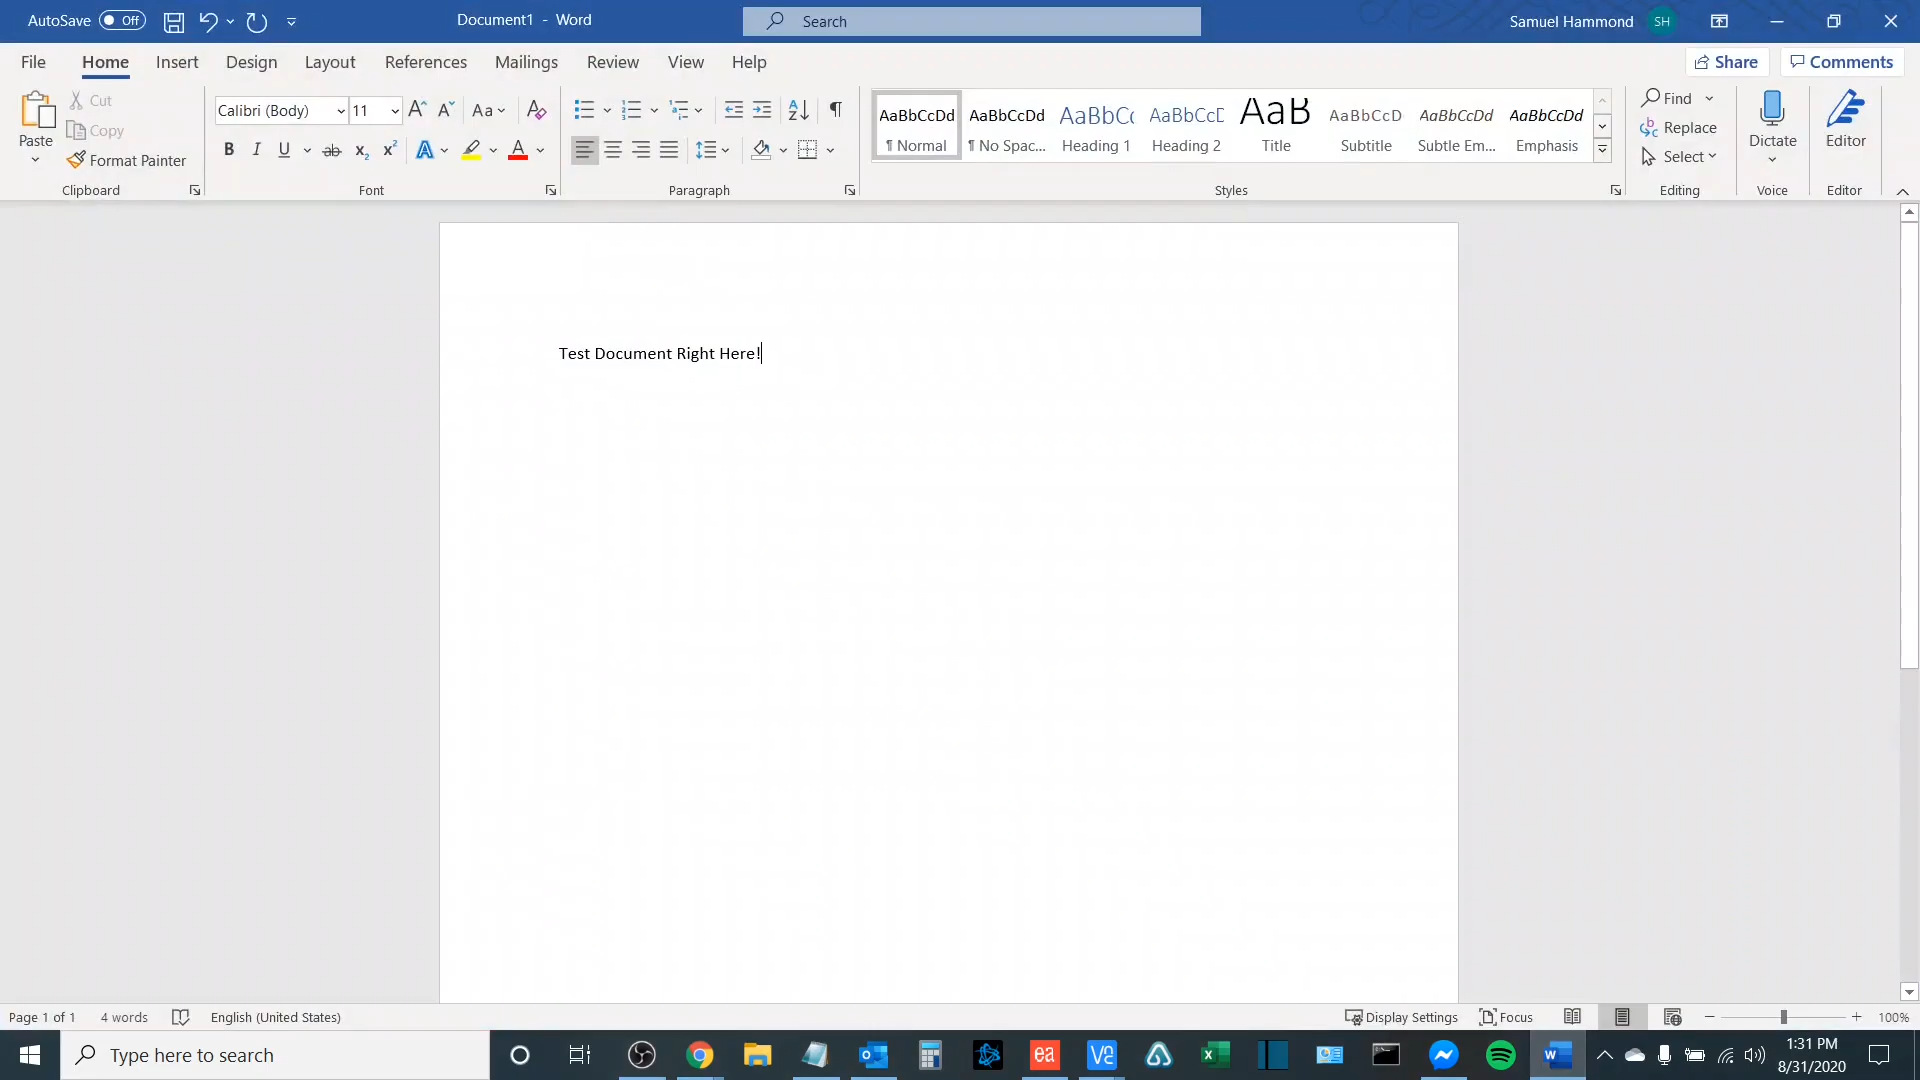 AutoSave Off Document1 - Word Search Samuel Hammond SH
File Home Insert Design Layout References Mailings Review View Help Share Comments
Paste
Cut
Copy
Format Painter
Clipboard
Calibri (Body) 11 Aa
B I U ab x₂ x² A A
Font
Paragraph
AaBbCcDd AaBbCcDd AaBbC AaBbCcD AaB AaBbCcD AaBbCcDd AaBbCcDd
¶ Normal ¶ No Spac... Heading 1 Heading 2 Title Subtitle Subtle Em... Emphasis
Styles
Find
Replace
Select
Editing
Dictate
Voice
Editor
Editor
Test Document Right Here!
Page 1 of 1 4 words English (United States) Display Settings Focus 100%
Type here to search
1:31 PM
8/31/2020